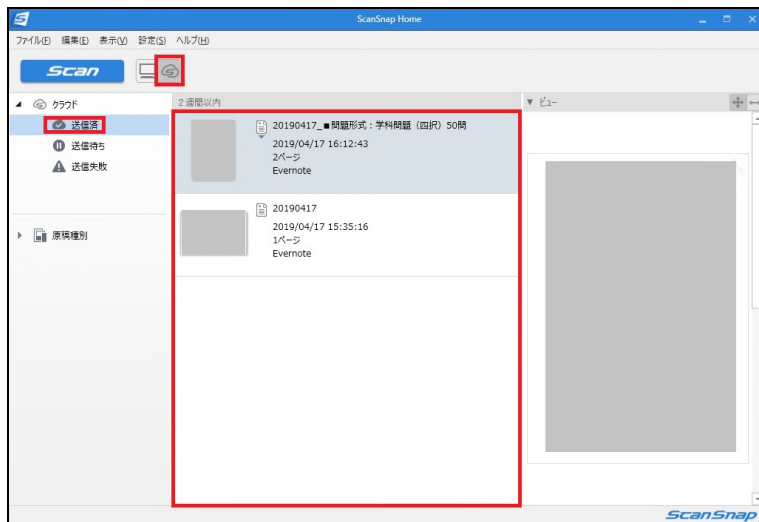 ScanSnap Home
ファイル(F) 編集(E) 表示(V) 設定(S) ヘルプ(H)
Scan
クラウド
送信済
送信待ち
送信失敗
原稿種別
2週間以内
20190417_■問題形式：学科問題（四択）50問
2019/04/17 16:12:43
2ページ
Evernote
20190417
2019/04/17 15:35:16
1ページ
Evernote
ビュー
ScanSnap